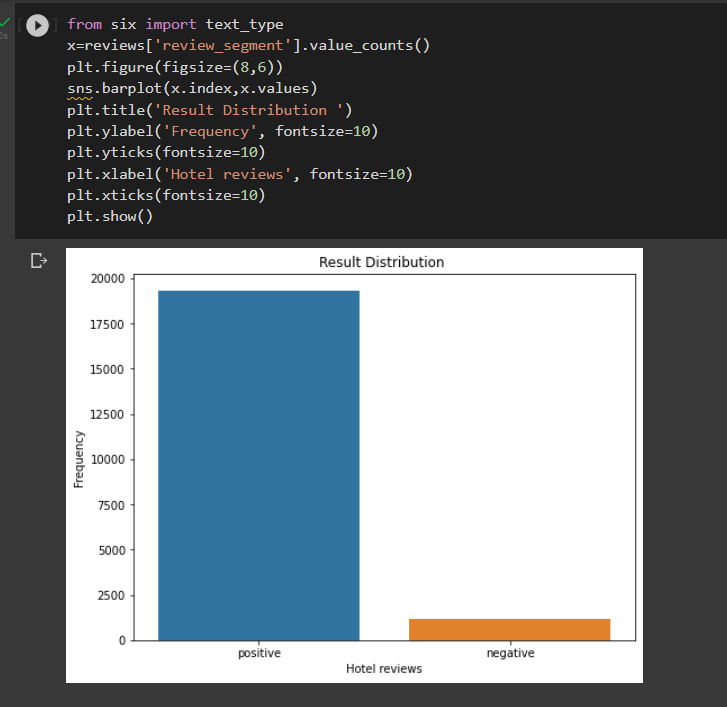 from six import text_type
x=reviews['review_segment'].value_counts()
plt.figure(figsize=(8,6))
sns.barplot(x.index,x.values)
plt.title('Result Distribution ')
plt.ylabel('Frequency', fontsize=10)
plt.yticks(fontsize=10)
plt.xlabel('Hotel reviews', fontsize=10)
plt.xticks(fontsize=10)
plt.show()
Result Distribution
20000
17500
15000
12500
10000
7500
5000
2500
0
Frequency
positive negative
Hotel reviews